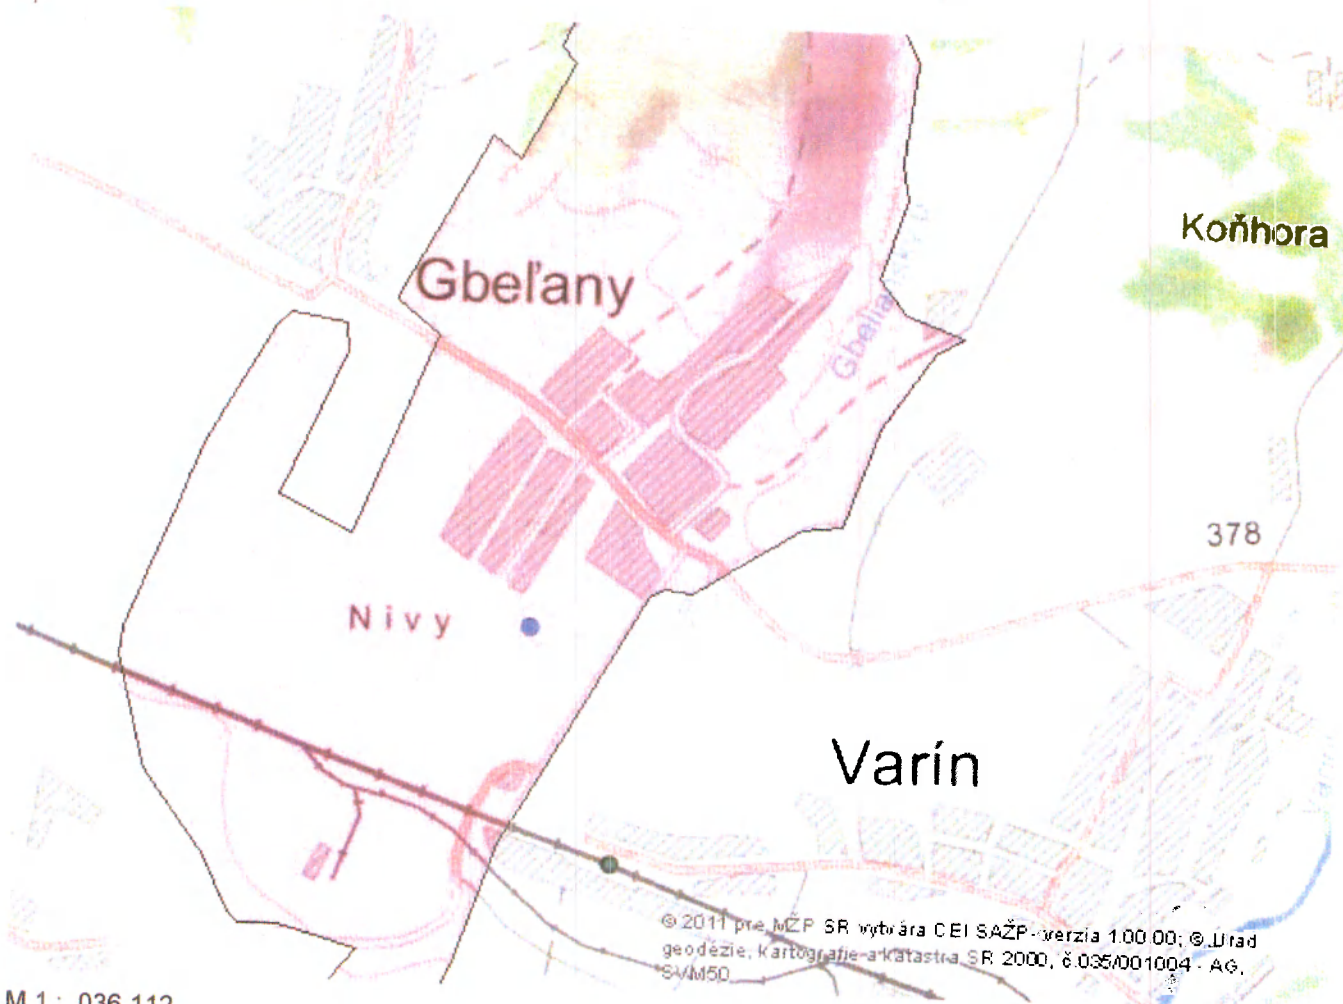 Koňhora
Gbeľany
Gbelia
378
Nivy
Varín
© 2011 pre MŽP SR vytvára CEI SAŽP - verzia 1.00.00; © Úrad
geodézie, kartografie a katastra SR 2000, č.035/001004 - AG,
SVM50
M 1 : 036 112